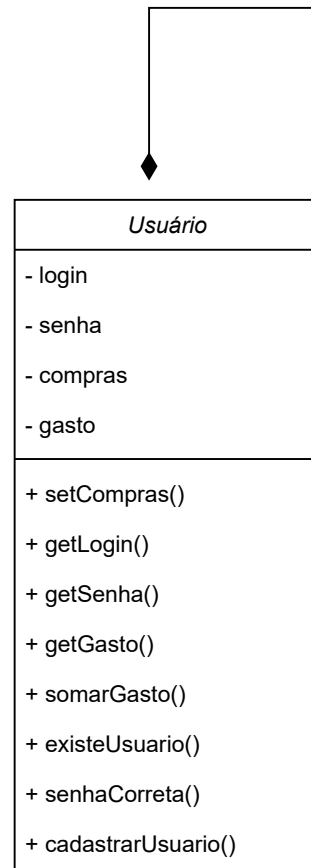 Usuário
- login
- senha
- compras
- gasto
+ setCompras()
+ getLogin()
+ getSenha()
+ getGasto()
+ somarGasto()
+ existeUsuario()
+ senhaCorreta()
+ cadastrarUsuario()